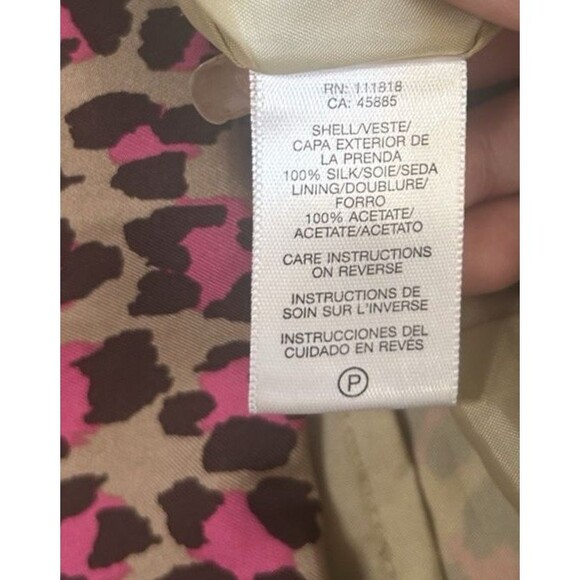 RN: 111818
CA: 45885
SHELL/VESTE/
CAPA EXTERIOR DE
LA PRENDA
100% SILK/SOIE/SEDA
LINING/DOUBLURE/
FORRO
100% ACETATE/
ACETATE/ACETATO
CARE INSTRUCTIONS
ON REVERSE
INSTRUCTIONS DE
SOIN SUR L'INVERSE
INSTRUCCIONES DEL
CUIDADO EN REVÉS
P